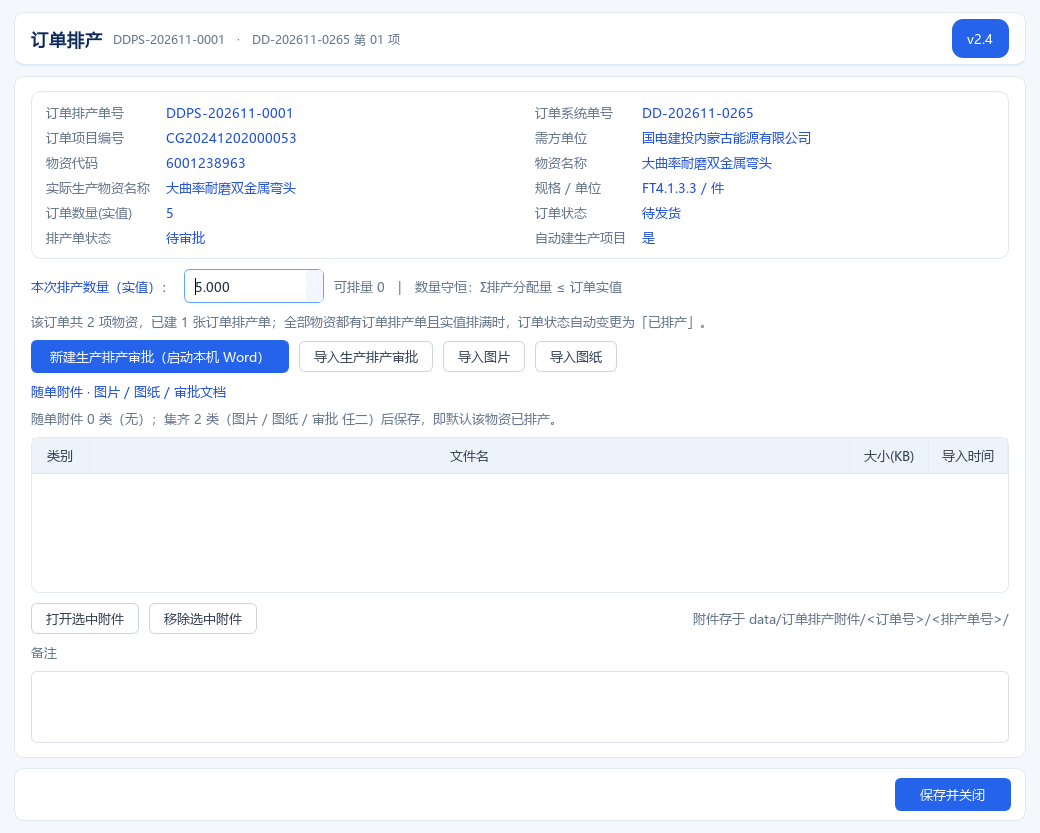 订单排产 DDPS-202611-0001 · DD-202611-0265 第 01 项 v2.4
订单排产单号 DDPS-202611-0001 订单系统单号 DD-202611-0265
订单项目编号 CG20241202000053 需方单位 国电建投内蒙古能源有限公司
物资代码 6001238963 物资名称 大曲率耐磨双金属弯头
实际生产物资名称 大曲率耐磨双金属弯头 规格 / 单位 FT4.1.3.3 / 件
订单数量(实值) 5 订单状态 待发货
排产单状态 待审批 自动建生产项目 是
本次排产数量（实值）： 5.000 可排量 0 | 数量守恒：Σ排产分配量 ≤ 订单实值
该订单共 2 项物资，已建 1 张订单排产单；全部物资都有订单排产单且实值排满时，订单状态自动变更为「已排产」。
新建生产排产审批（启动本机 Word） 导入生产排产审批 导入图片 导入图纸
随单附件 · 图片 / 图纸 / 审批文档
随单附件 0 类（无）；集齐 2 类（图片 / 图纸 / 审批 任二）后保存，即默认该物资已排产。
类别 文件名 大小(KB) 导入时间
打开选中附件 移除选中附件 附件存于 data/订单排产附件/<订单号>/<排产单号>/
备注
保存并关闭